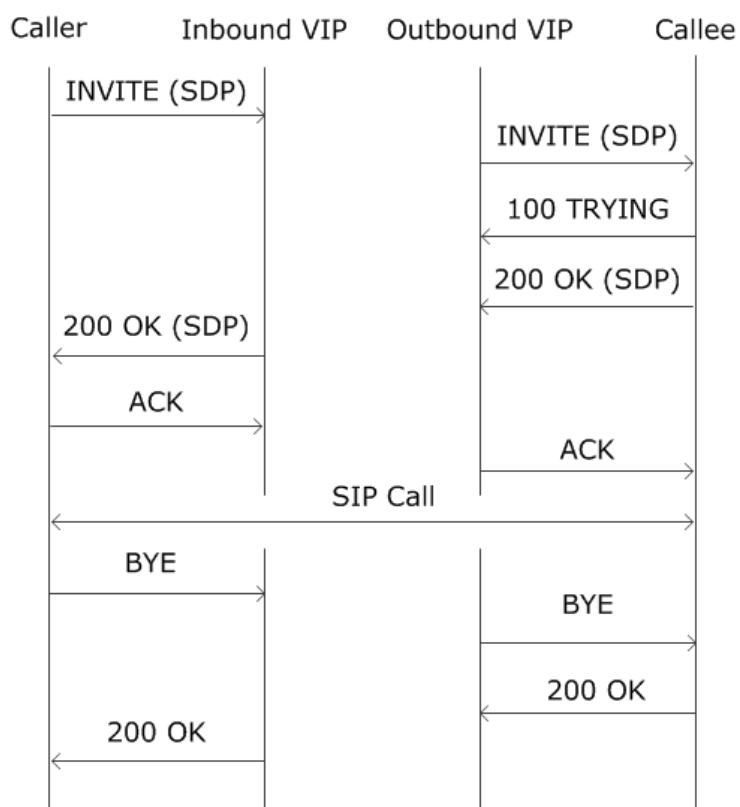 Caller Inbound VIP Outbound VIP Callee
INVITE (SDP)
INVITE (SDP)
100 TRYING
200 OK (SDP)
200 OK (SDP)
ACK
ACK
SIP Call
BYE
BYE
200 OK
200 OK